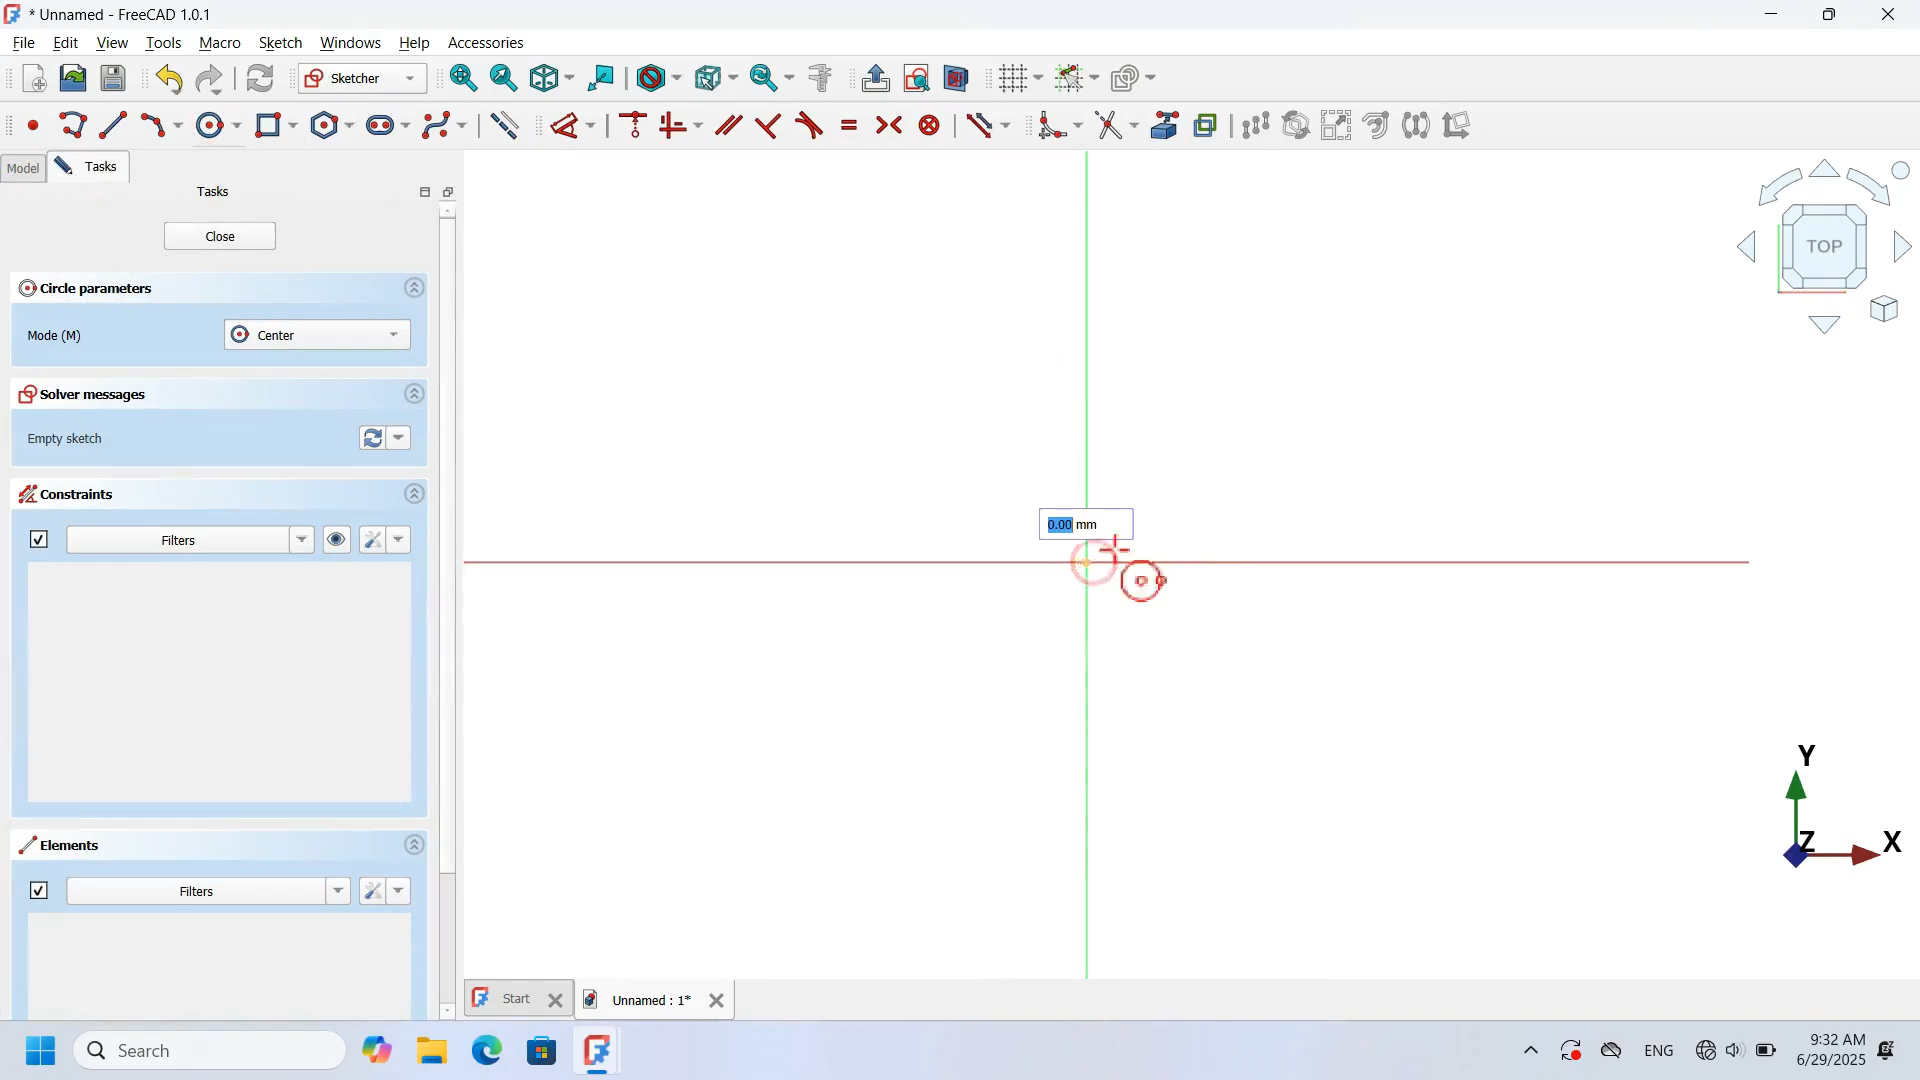 * Unnamed - FreeCAD 1.0.1
File Edit View Tools Macro Sketch Windows Help Accessories
Sketcher
Model Tasks
Tasks
Close
Circle parameters
Mode (M) Center
Solver messages
Empty sketch
Constraints
Filters
Elements
Filters
0.00 mm
TOP
Y
Z X
Start Unnamed : 1*
Search
ENG
9:32 AM
6/29/2025